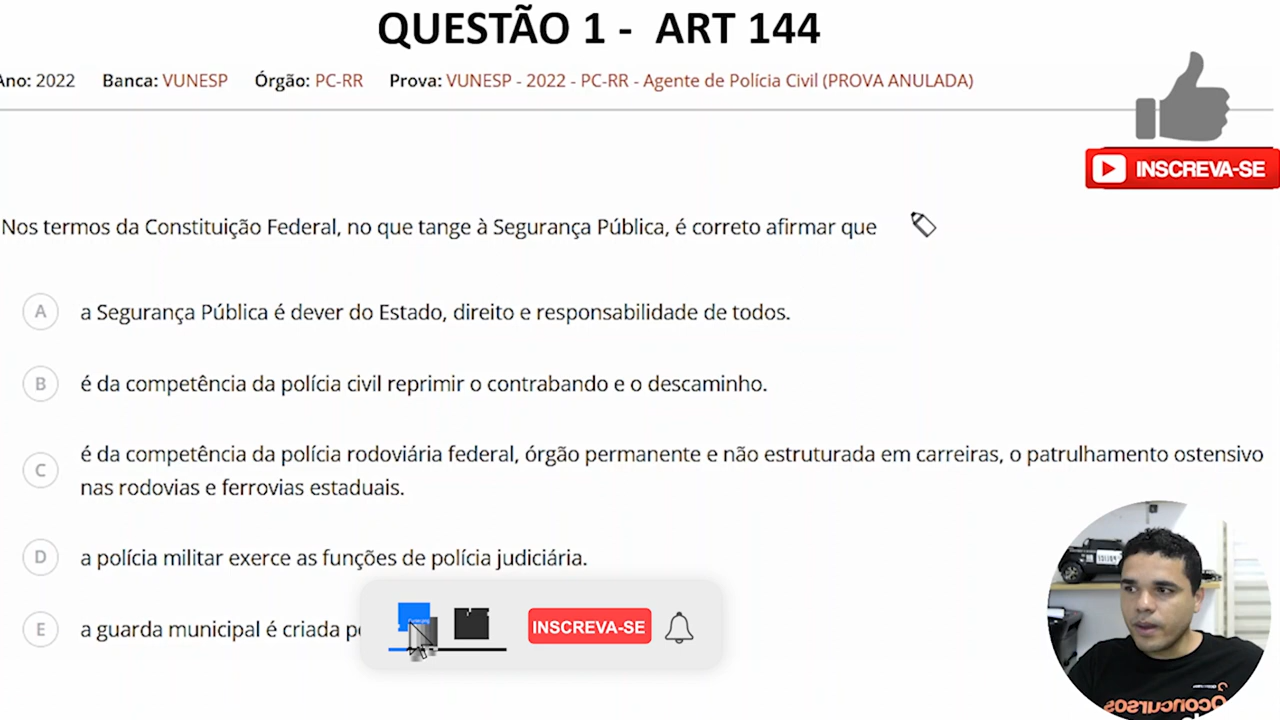 QUESTÃO 1 - ART 144
Ano: 2022 Banca: VUNESP Órgão: PC-RR Prova: VUNESP - 2022 - PC-RR - Agente de Polícia Civil (PROVA ANULADA)
INSCREVA-SE
Nos termos da Constituição Federal, no que tange à Segurança Pública, é correto afirmar que
A a Segurança Pública é dever do Estado, direito e responsabilidade de todos.
B é da competência da polícia civil reprimir o contrabando e o descaminho.
C é da competência da polícia rodoviária federal, órgão permanente e não estruturada em carreiras, o patrulhamento ostensivo
nas rodovias e ferrovias estaduais.
D a polícia militar exerce as funções de polícia judiciária.
E a guarda municipal é criada
INSCREVA-SE